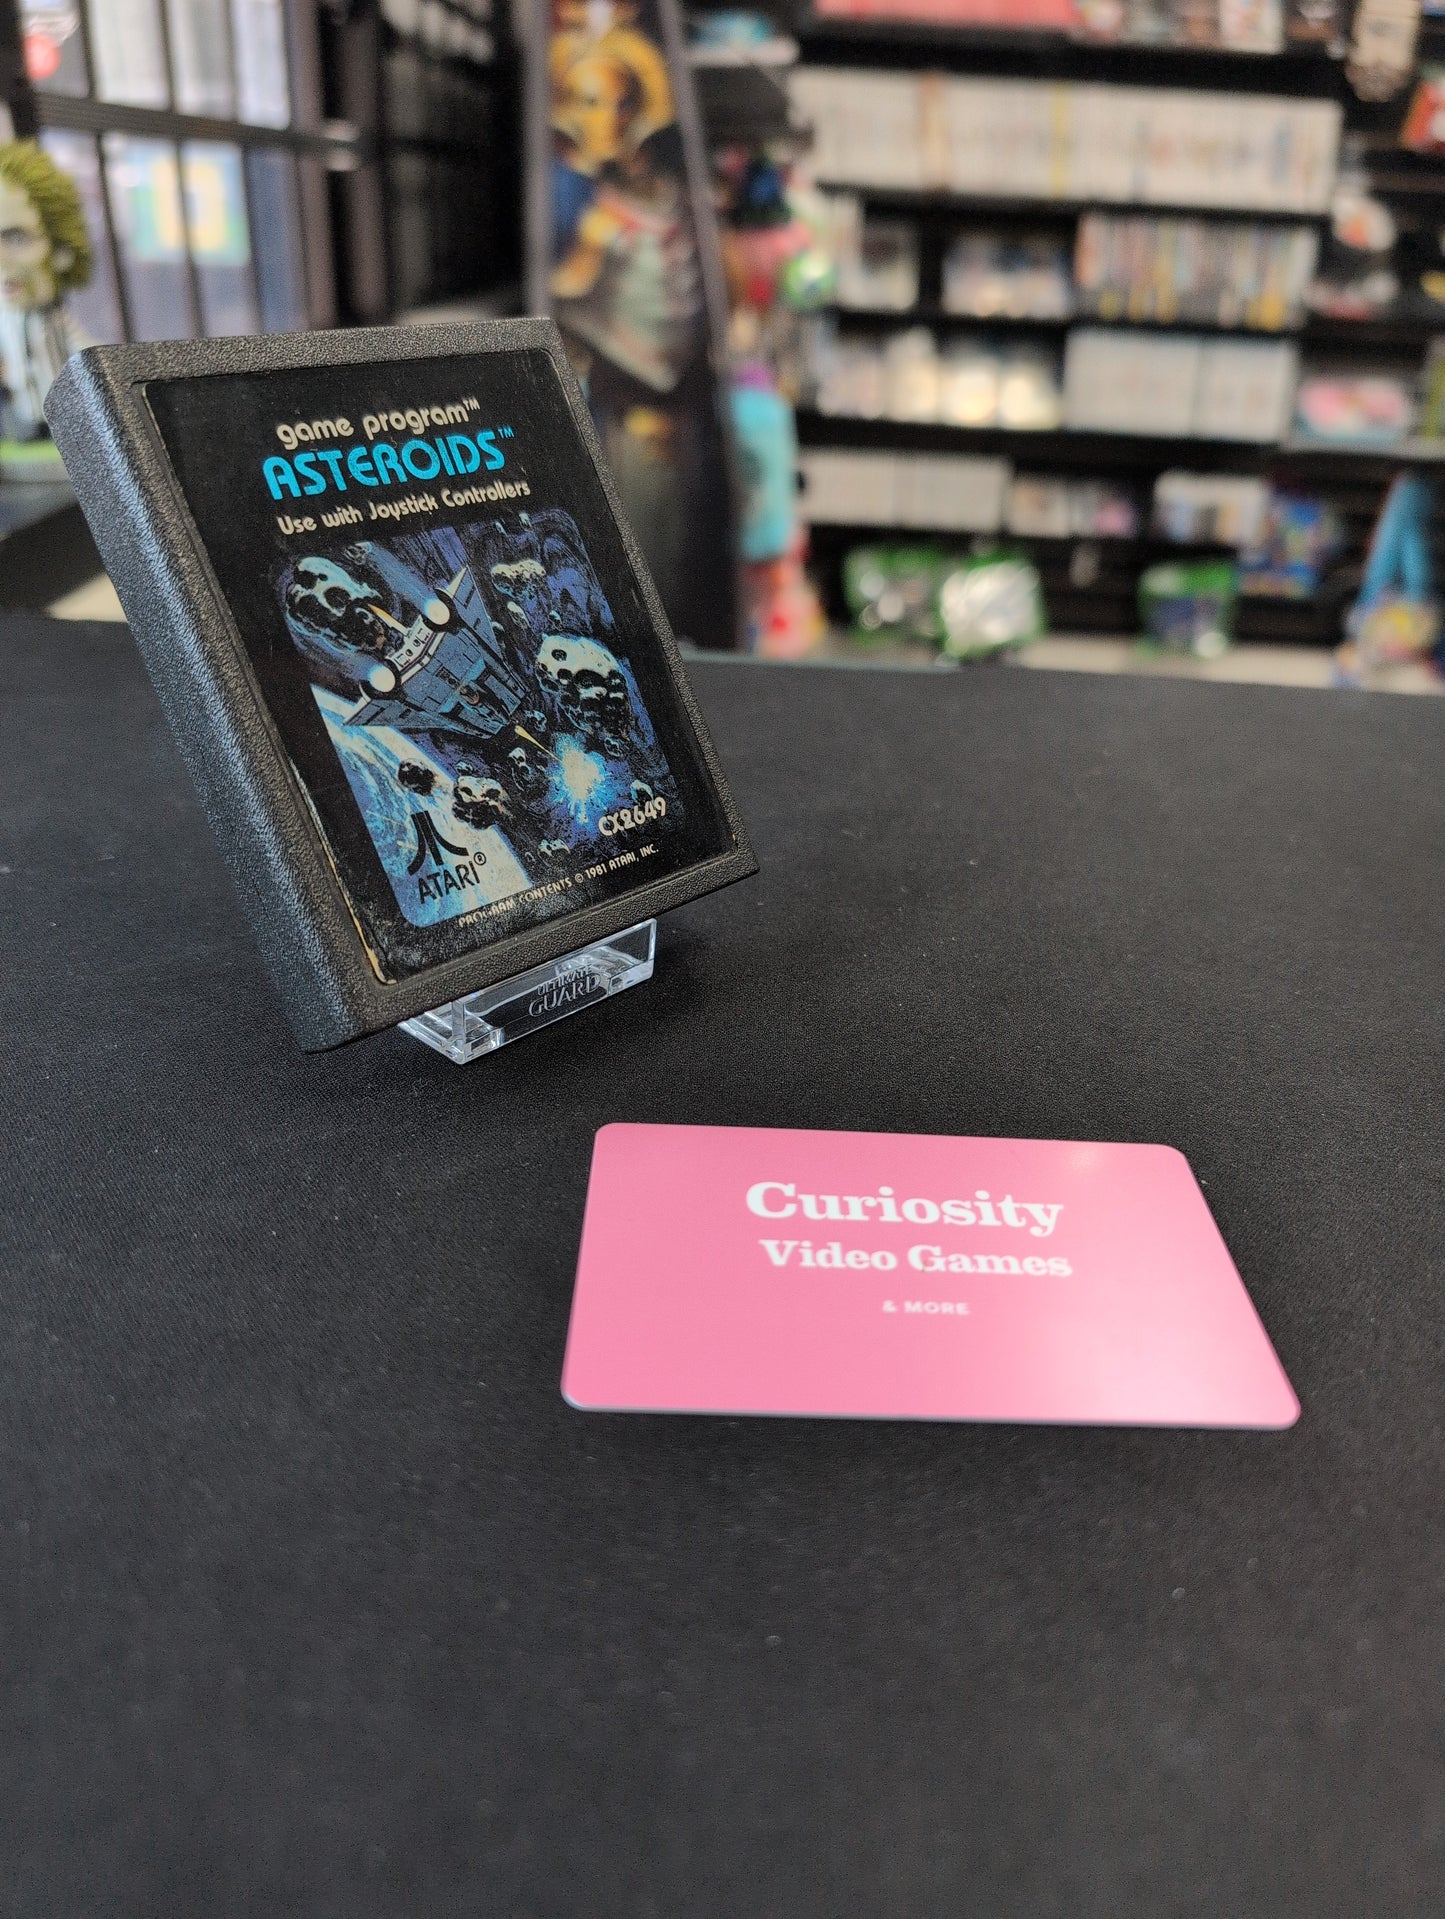 game program™
ASTEROIDS™
Use with Joystick Controllers
CX2649
ATARI®
PROGRAM CONTENTS © 1981 ATARI, INC.
ULTIMATE
GUARD
Curiosity
Video Games
& MORE